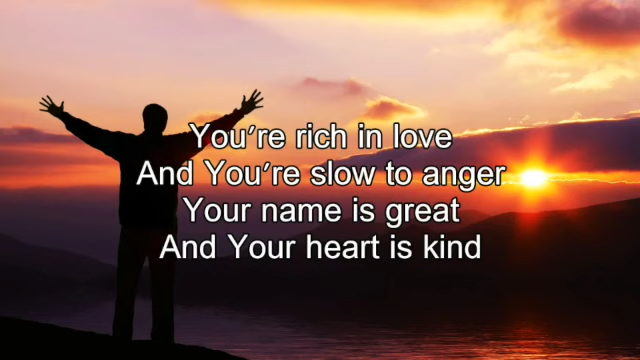 You're rich in love
And You're slow to anger
Your name is great
And Your heart is kind